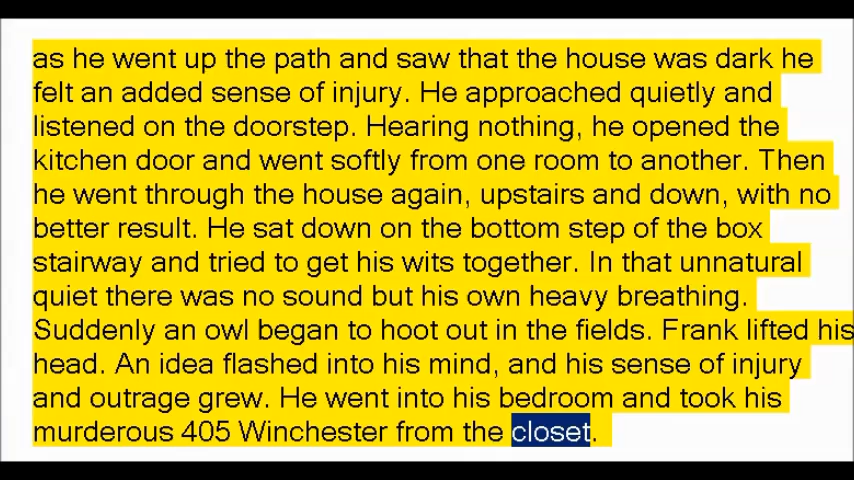 as he went up the path and saw that the house was dark he
felt an added sense of injury. He approached quietly and
listened on the doorstep. Hearing nothing, he opened the
kitchen door and went softly from one room to another. Then
he went through the house again, upstairs and down, with no
better result. He sat down on the bottom step of the box
stairway and tried to get his wits together. In that unnatural
quiet there was no sound but his own heavy breathing.
Suddenly an owl began to hoot out in the fields. Frank lifted his
head. An idea flashed into his mind, and his sense of injury
and outrage grew. He went into his bedroom and took his
murderous 405 Winchester from the closet.